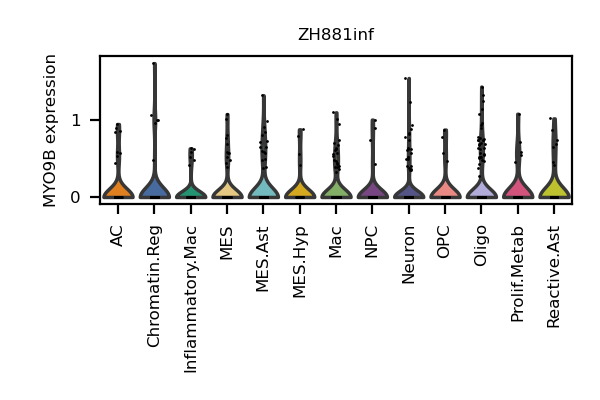 ZH881inf
MYO9B expression
1
0
AC
Chromatin.Reg
Inflammatory.Mac
MES
MES.Ast
MES.Hyp
Mac
NPC
Neuron
OPC
Oligo
Prolif.Metab
Reactive.Ast